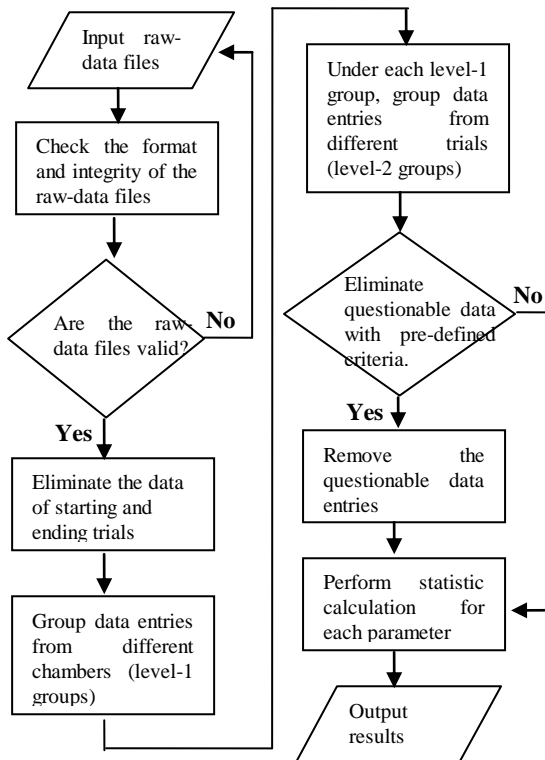 Input raw-
data files
Check the format
and integrity of the
raw-data files
Are the raw-
data files valid?
No
Yes
Eliminate the data
of starting and
ending trials
Group data entries
from different
chambers (level-1
groups)
Under each level-1
group, group data
entries from
different trials
(level-2 groups)
Eliminate
questionable data
with pre-defined
criteria.
No
Yes
Remove the
questionable data
entries
Perform statistic
calculation for
each parameter
Output
results